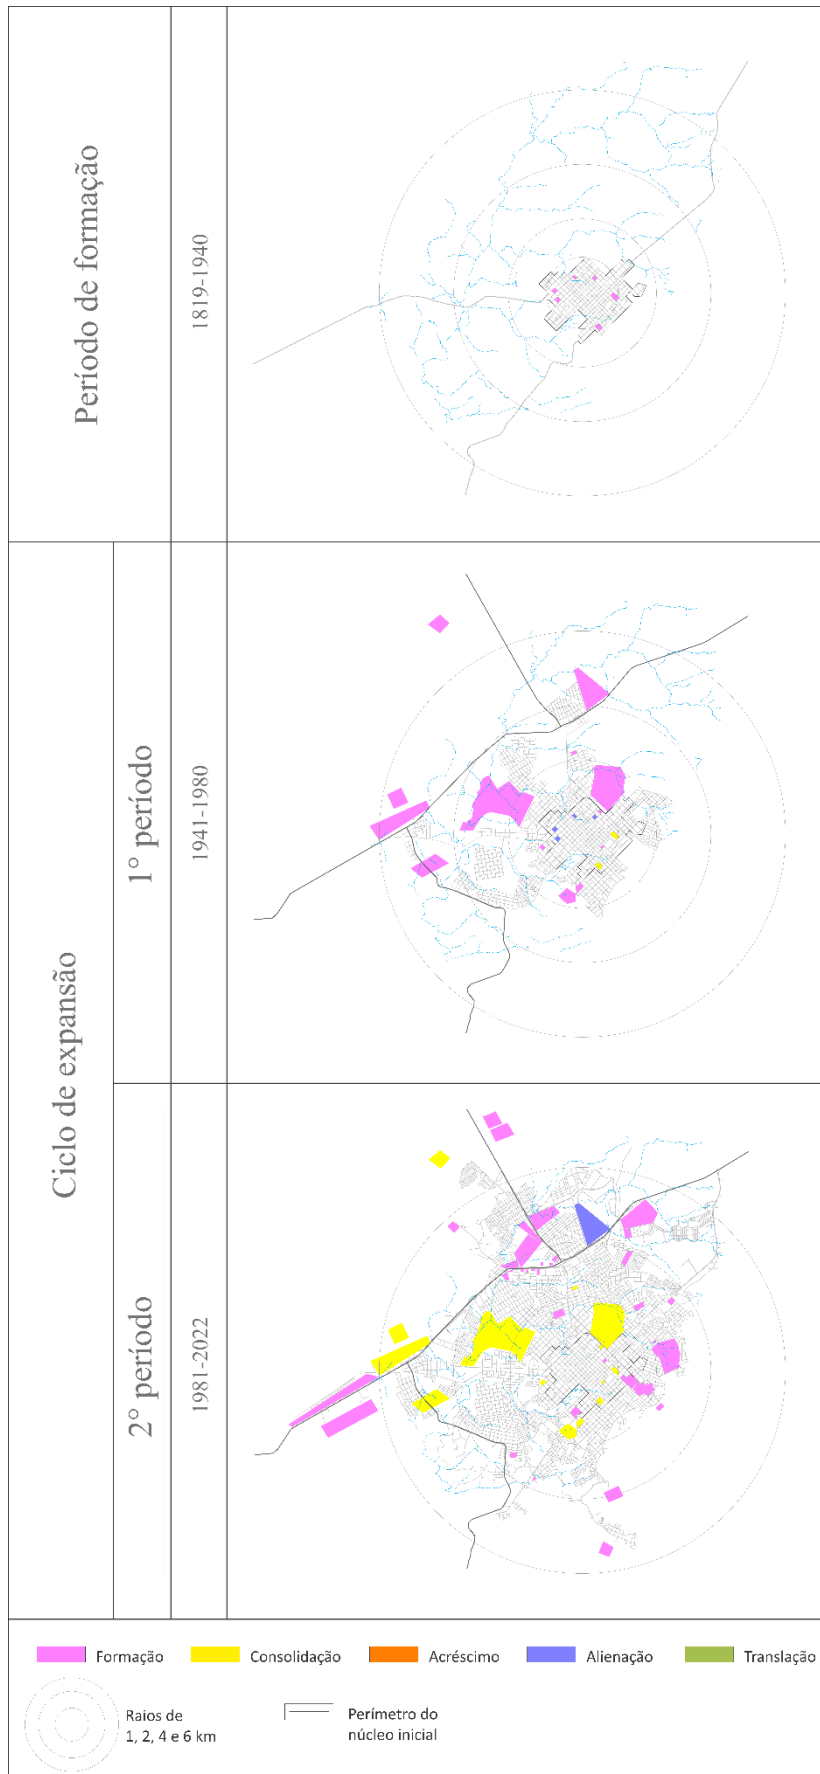 Período de formação
1819-1940
Ciclo de expansão
1° período
1941-1980
2° período
1981-2022
Formação
Consolidação
Acréscimo
Alienação
Translação
Raios de
1, 2, 4 e 6 km
Perímetro do
núcleo inicial